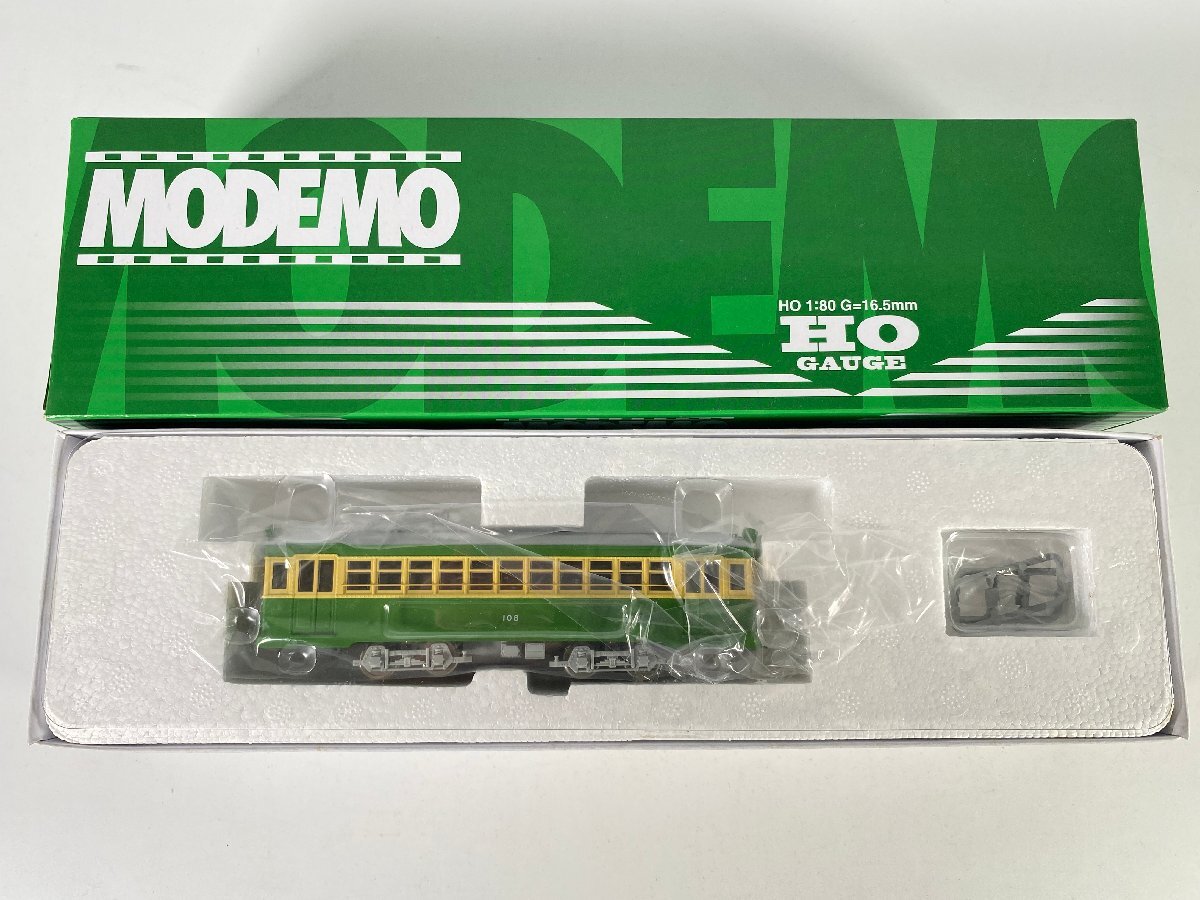 MODEMO
HO 1:80 G=16.5mm
HO
GAUGE
108